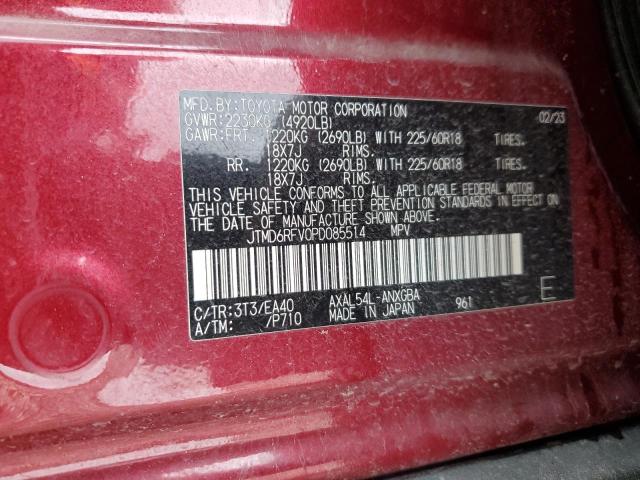 MFD. BY: TOYOTA MOTOR CORPORATION 02/23
GVWR: 2230KG (4920LB)
GAWR: FRT. 1220KG (2690LB) WITH 225/60R18 TIRES.
18X7J RIMS.
RR. 1220KG (2690LB) WITH 225/60R18 TIRES.
18X7J RIMS.
THIS VEHICLE CONFORMS TO ALL APPLICABLE FEDERAL MOTOR
VEHICLE SAFETY AND THEFT PREVENTION STANDARDS IN EFFECT ON
THE DATE OF MANUFACTURE SHOWN ABOVE.
JTMD6RFV0PD085514 MPV
C/TR: 3T3/EA40 AXAL54L-ANXGBA 961 E
A/TM: /P710 MADE IN JAPAN